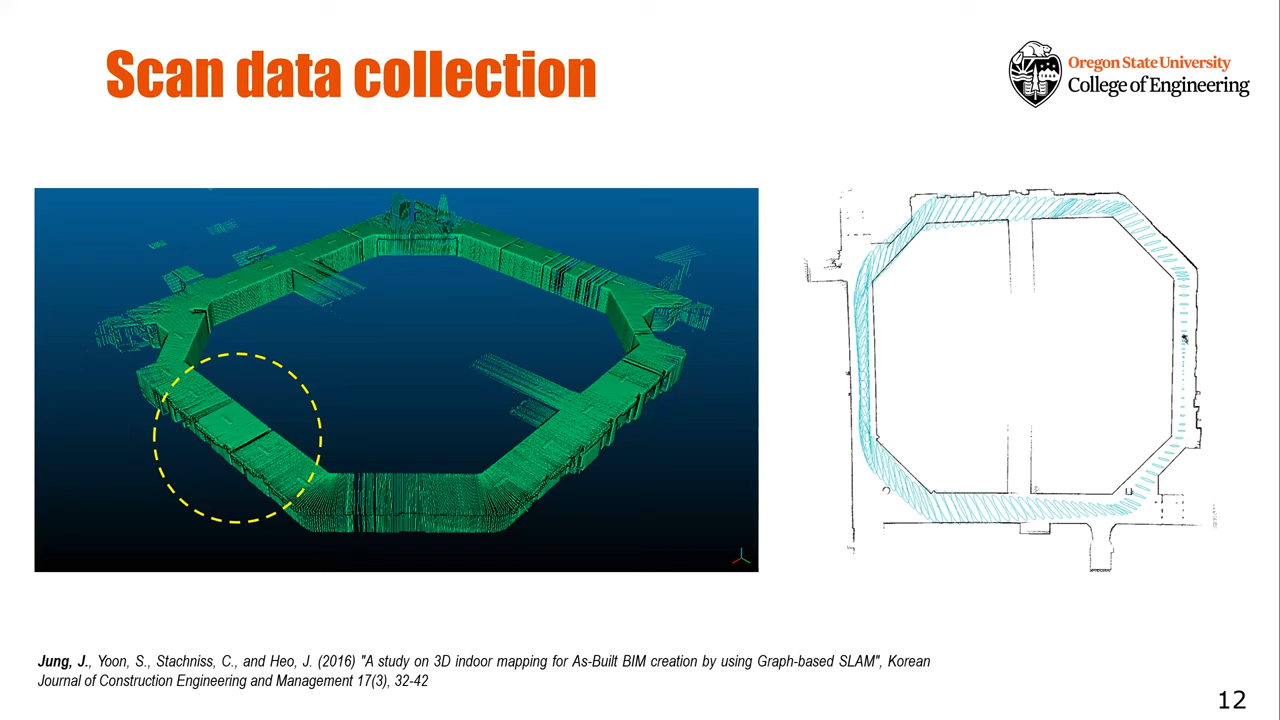 Scan data collection
Oregon State University
College of Engineering
Jung, J., Yoon, S., Stachniss, C., and Heo, J. (2016) "A study on 3D indoor mapping for As-Built BIM creation by using Graph-based SLAM", Korean
Journal of Construction Engineering and Management 17(3), 32-42
12